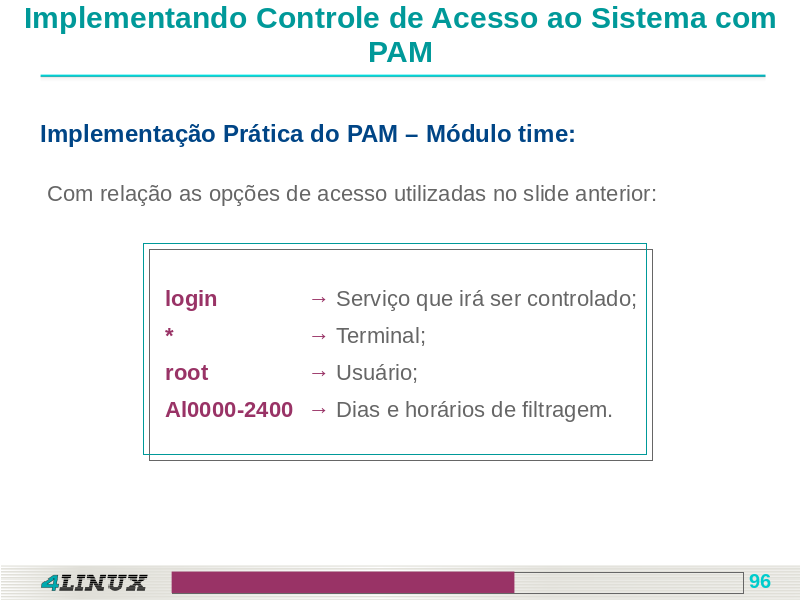 Implementando Controle de Acesso ao Sistema com
PAM
Implementação Prática do PAM – Módulo time:
Com relação as opções de acesso utilizadas no slide anterior:
login → Serviço que irá ser controlado;
* → Terminal;
root → Usuário;
Al0000-2400 → Dias e horários de filtragem.
4LINUX 96